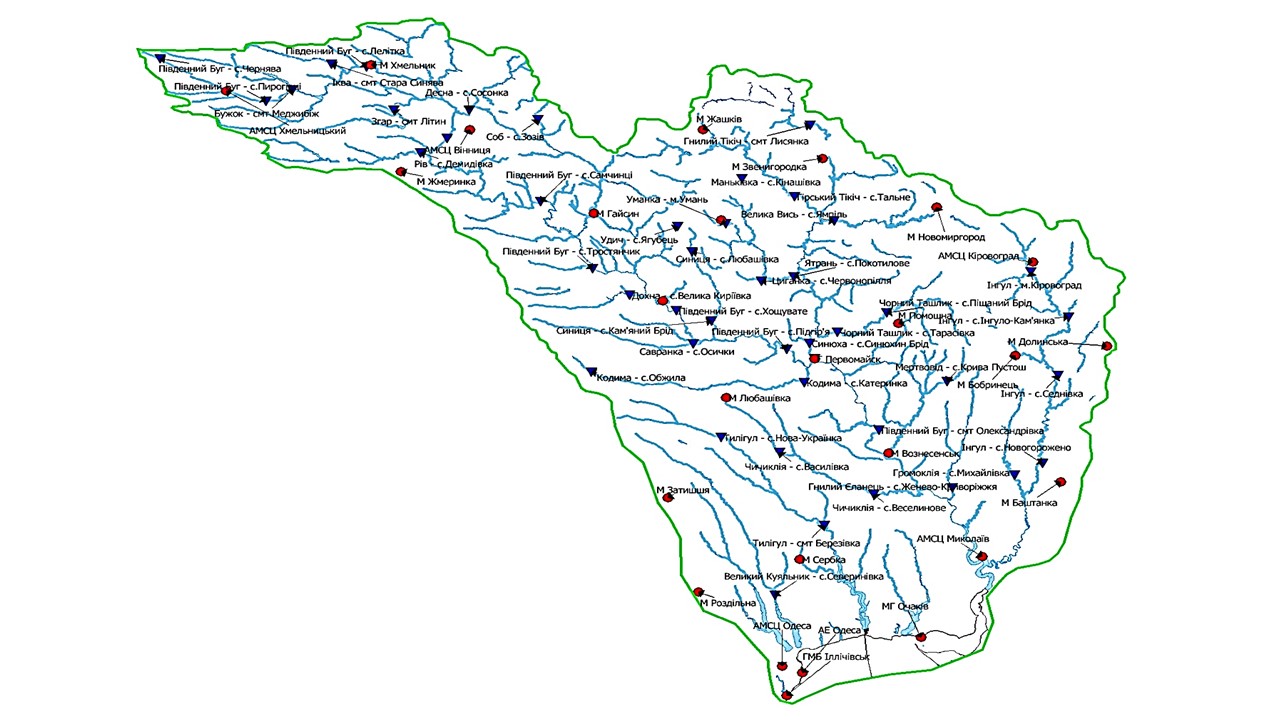 Південний Буг - с.Лелітка
М Хмельник
Південний Буг - с.Чернява
Іква - смт Стара Синява
Південний Буг - с.Пирогівці
Десна - с.Сосонка
Бужок - смт Меджибіж
Згар - смт Літин
АМСЦ Хмельницький
Соб - с.Зозів
АМСЦ Вінниця
Рів - с.Демидівка
М Жмеринка
М Жашків
Гнилий Тікіч - смт Лисянка
М Звенигородка
Південний Буг - с.Самчинці
Маньківка - с.Кінашівка
Гірський Тікіч - с.Тальне
Уманка - м.Умань
М Гайсин
Велика Вись - с.Ямпіль
М Новомиргород
Удич - с.Ягубець
Південний Буг - с.Тростянчик
Синиця - с.Любашівка
Ятрань - с.Покотилове
АМСЦ Кіровоград
Циганка - с.Червонопілля
Інгул - м.Кіровоград
Дохна - с.Велика Киріївка
Чорний Ташлик - с.Піщаний Брід
Південний Буг - с.Хощувате
М Помошна
Інгул - с.Інгуло-Кам'янка
Синиця - с.Кам'яний Брід
Південний Буг - с.Підгір'я
Чорний Ташлик - с.Тарасівка
Синюха - с.Синюхин Брід
М Долинська
Савранка - с.Осички
М Первомайск
Мертвовід - с.Крива Пустош
Кодима - с.Обжила
Кодима - с.Катеринка
М Бобринець
Інгул - с.Седнівка
М Любашівка
Південний Буг - смт Олександрівка
Тилігул - с.Нова-Українка
Інгул - с.Новогорожено
М Вознесенськ
Чичиклія - с.Василівка
Громоклія - с.Михайлівка
Гнилий Єланець - с.Женево-Криворіжжя
М Затишшя
М Баштанка
Чичиклія - с.Веселинове
Тилігул - смт Березівка
АМСЦ Миколаїв
М Сербка
Великий Куяльник - с.Северинівка
М Роздільна
МГ Очаків
АМСЦ Одеса
АЕ Одеса
ГМБ Іллічівськ